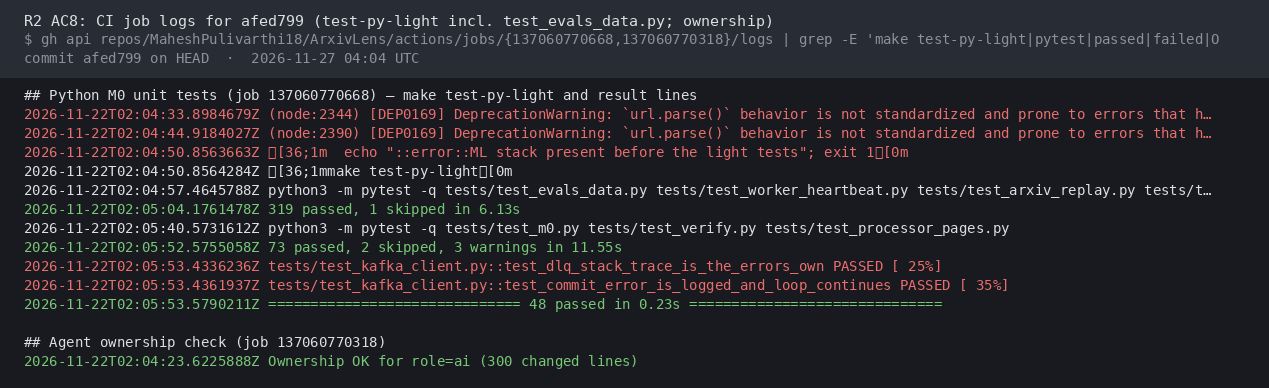 R2 AC8: CI job logs for afed799 (test-py-light incl. test_evals_data.py; ownership)
$ gh api repos/MaheshPulivarthi18/ArxivLens/actions/jobs/{137060770668,137060770318}/logs | grep -E 'make test-py-light|pytest|passed|failed|O
commit afed799 on HEAD · 2026-11-27 04:04 UTC
## Python M0 unit tests (job 137060770668) — make test-py-light and result lines
2026-11-22T02:04:33.8984679Z (node:2344) [DEP0169] DeprecationWarning: `url.parse()` behavior is not standardized and prone to errors that h…
2026-11-22T02:04:44.9184027Z (node:2390) [DEP0169] DeprecationWarning: `url.parse()` behavior is not standardized and prone to errors that h…
2026-11-22T02:04:50.8563663Z ▯[36;1m  echo "::error::ML stack present before the light tests"; exit 1▯[0m
2026-11-22T02:04:50.8564284Z ▯[36;1mmake test-py-light▯[0m
2026-11-22T02:04:57.4645788Z python3 -m pytest -q tests/test_evals_data.py tests/test_worker_heartbeat.py tests/test_arxiv_replay.py tests/t…
2026-11-22T02:05:04.1761478Z 319 passed, 1 skipped in 6.13s
2026-11-22T02:05:40.5731612Z python3 -m pytest -q tests/test_m0.py tests/test_verify.py tests/test_processor_pages.py
2026-11-22T02:05:52.5755058Z 73 passed, 2 skipped, 3 warnings in 11.55s
2026-11-22T02:05:53.4336236Z tests/test_kafka_client.py::test_dlq_stack_trace_is_the_errors_own PASSED [ 25%]
2026-11-22T02:05:53.4361937Z tests/test_kafka_client.py::test_commit_error_is_logged_and_loop_continues PASSED [ 35%]
2026-11-22T02:05:53.5790211Z ============================== 48 passed in 0.23s ==============================
## Agent ownership check (job 137060770318)
2026-11-22T02:04:23.6225888Z Ownership OK for role=ai (300 changed lines)